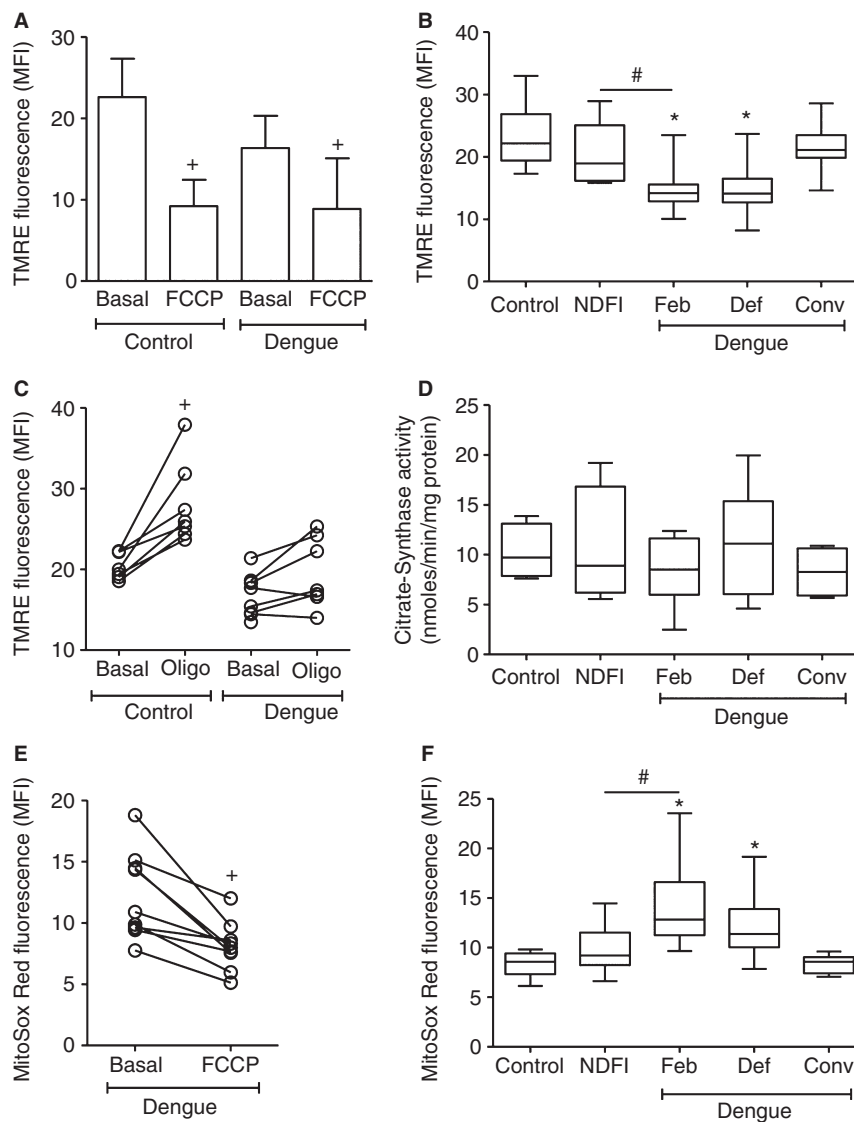 A
TMRE fluorescence (MFI)
30
20
10
0
+
+
Basal FCCP Basal FCCP
Control Dengue
B
TMRE fluorescence (MFI)
40
30
20
10
0
#
* *
Control NDFI Feb Def Conv
Dengue
C
TMRE fluorescence (MFI)
40
30
20
10
+
Basal Oligo Basal Oligo
Control Dengue
D
Citrate-Synthase activity
(nmoles/min/mg protein)
25
20
15
10
5
0
Control NDFI Feb Def Conv
Dengue
E
MitoSox Red fluorescence (MFI)
20
15
10
5
0
+
Basal FCCP
Dengue
F
MitoSox Red fluorescence (MFI)
25
20
15
10
5
0
#
*
*
Control NDFI Feb Def Conv
Dengue